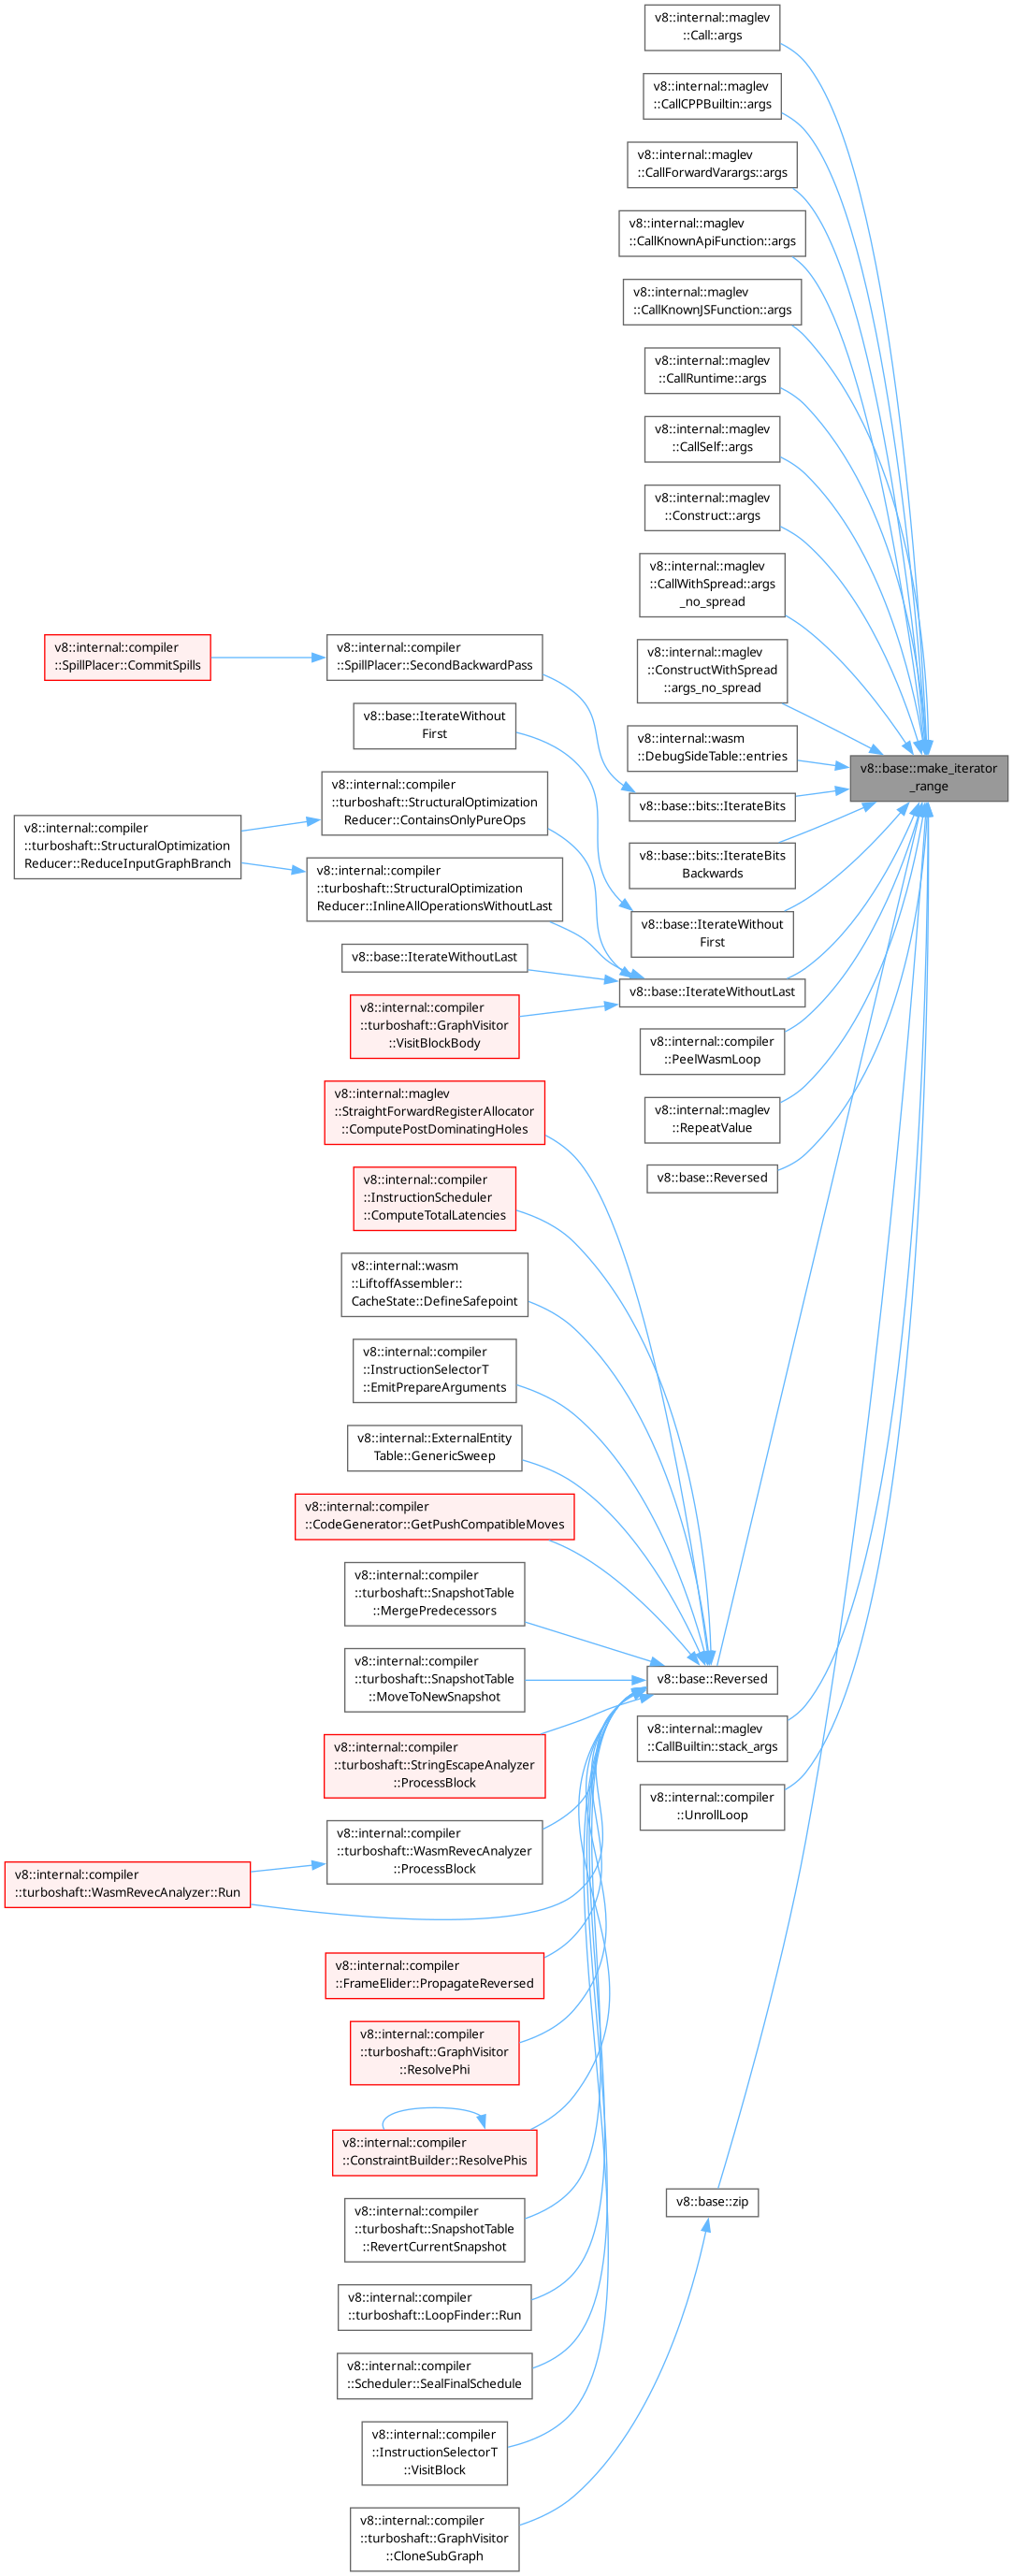 v8::internal::maglev
::Call::args
v8::internal::maglev
::CallCPPBuiltin::args
v8::internal::maglev
::CallForwardVarargs::args
v8::internal::maglev
::CallKnownApiFunction::args
v8::internal::maglev
::CallKnownJSFunction::args
v8::internal::maglev
::CallRuntime::args
v8::internal::maglev
::CallSelf::args
v8::internal::maglev
::Construct::args
v8::internal::maglev
::CallWithSpread::args
_no_spread
v8::internal::maglev
::ConstructWithSpread
::args_no_spread
v8::internal::wasm
::DebugSideTable::entries
v8::base::make_iterator
_range
v8::base::bits::IterateBits
v8::internal::compiler
::SpillPlacer::SecondBackwardPass
v8::internal::compiler
::SpillPlacer::CommitSpills
v8::base::bits::IterateBits
Backwards
v8::base::IterateWithout
First
v8::base::IterateWithout
First
v8::base::IterateWithoutLast
v8::internal::compiler
::turboshaft::StructuralOptimization
Reducer::ContainsOnlyPureOps
v8::internal::compiler
::turboshaft::StructuralOptimization
Reducer::ReduceInputGraphBranch
v8::internal::compiler
::turboshaft::StructuralOptimization
Reducer::InlineAllOperationsWithoutLast
v8::base::IterateWithoutLast
v8::internal::compiler
::turboshaft::GraphVisitor
::VisitBlockBody
v8::internal::compiler
::PeelWasmLoop
v8::internal::maglev
::RepeatValue
v8::base::Reversed
v8::internal::maglev
::StraightForwardRegisterAllocator
::ComputePostDominatingHoles
v8::internal::compiler
::InstructionScheduler
::ComputeTotalLatencies
v8::internal::wasm
::LiftoffAssembler::
CacheState::DefineSafepoint
v8::internal::compiler
::InstructionSelectorT
::EmitPrepareArguments
v8::internal::ExternalEntity
Table::GenericSweep
v8::internal::compiler
::CodeGenerator::GetPushCompatibleMoves
v8::internal::compiler
::turboshaft::SnapshotTable
::MergePredecessors
v8::internal::compiler
::turboshaft::SnapshotTable
::MoveToNewSnapshot
v8::base::Reversed
v8::internal::compiler
::turboshaft::StringEscapeAnalyzer
::ProcessBlock
v8::internal::compiler
::turboshaft::WasmRevecAnalyzer
::ProcessBlock
v8::internal::compiler
::turboshaft::WasmRevecAnalyzer::Run
v8::internal::compiler
::FrameElider::PropagateReversed
v8::internal::compiler
::turboshaft::GraphVisitor
::ResolvePhi
v8::internal::compiler
::ConstraintBuilder::ResolvePhis
v8::internal::compiler
::turboshaft::SnapshotTable
::RevertCurrentSnapshot
v8::internal::compiler
::turboshaft::LoopFinder::Run
v8::internal::compiler
::Scheduler::SealFinalSchedule
v8::internal::compiler
::InstructionSelectorT
::VisitBlock
v8::internal::maglev
::CallBuiltin::stack_args
v8::internal::compiler
::UnrollLoop
v8::base::zip
v8::internal::compiler
::turboshaft::GraphVisitor
::CloneSubGraph